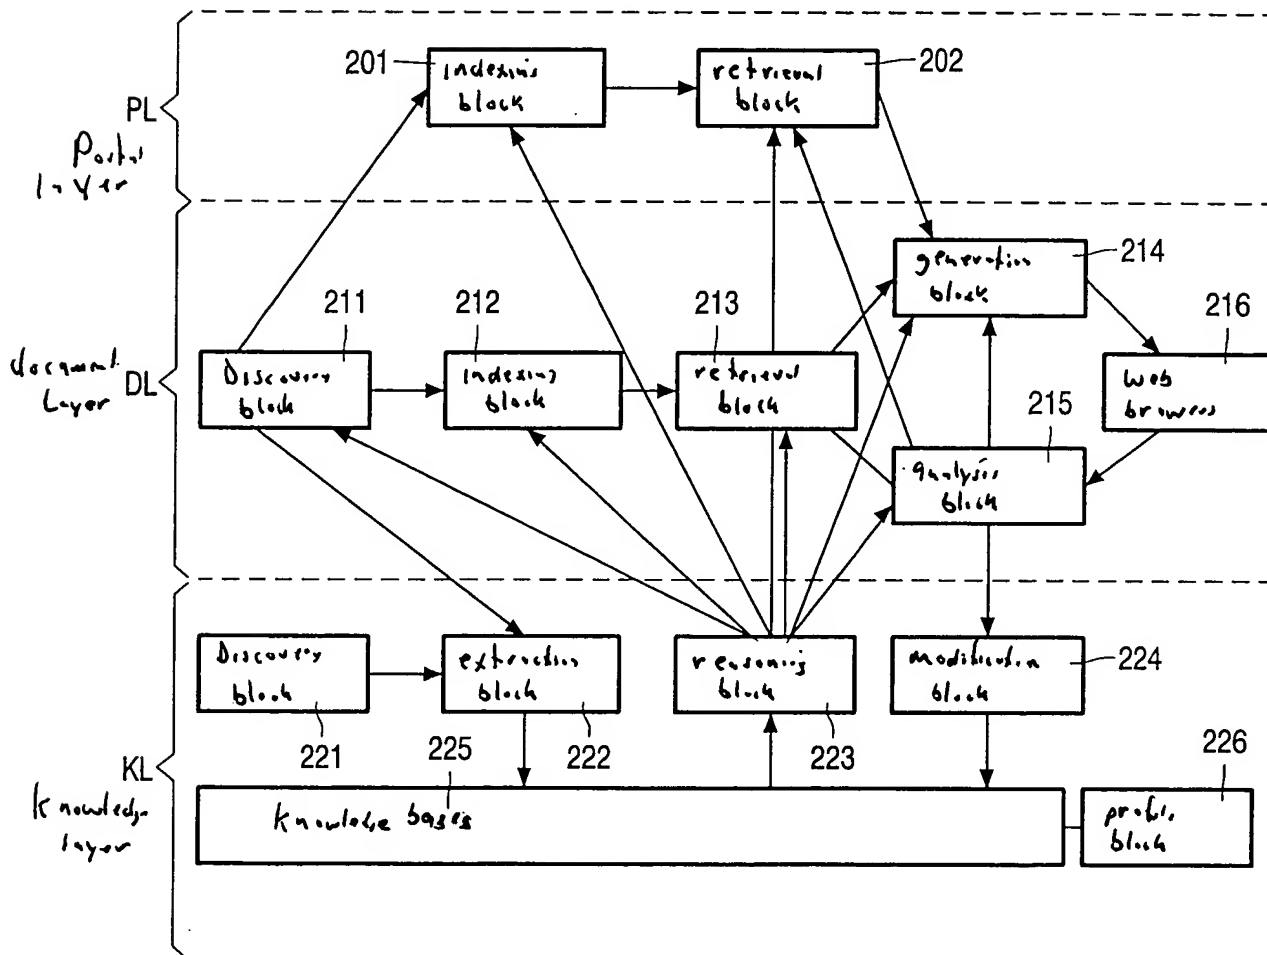 201
indexing
block
retrieval
block
202
PL
Portal
layer
generation
block
214
211
212
213
216
Discovery
block
indexing
block
retrieval
block
web
browers
document
Layer
DL
215
analysis
block
Discovery
block
extraction
block
reasoning
block
modification
block
224
221
225
222
223
226
KL
knowledge
layer
knowledge bases
profile
block